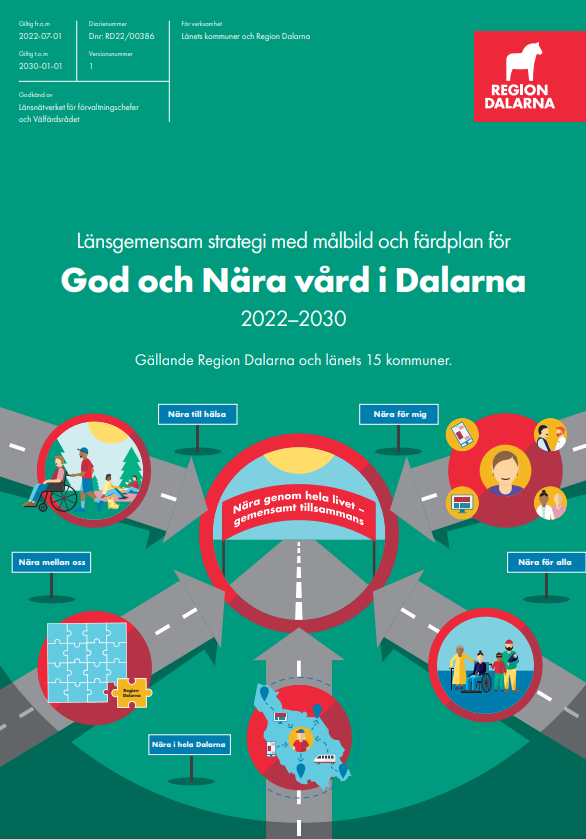 Giltig fr.o.m
2022-07-01
Diarienummer
Dnr: RD22/00386
För verksamhet
Länets kommuner och Region Dalarna
Giltig t.o.m
2030-01-01
Versionsnummer
1
Godkänd av
Länsnätverket för förvaltningschefer
och Välfärdsrådet
REGION
DALARNA
Länsgemensam strategi med målbild och färdplan för
God och Nära vård i Dalarna
2022–2030
Gällande Region Dalarna och länets 15 kommuner.
Nära till hälsa
Nära för mig
Nära genom hela livet –
gemensamt tillsammans
Nära mellan oss
Nära för alla
Region
Dalarna
Nära i hela Dalarna